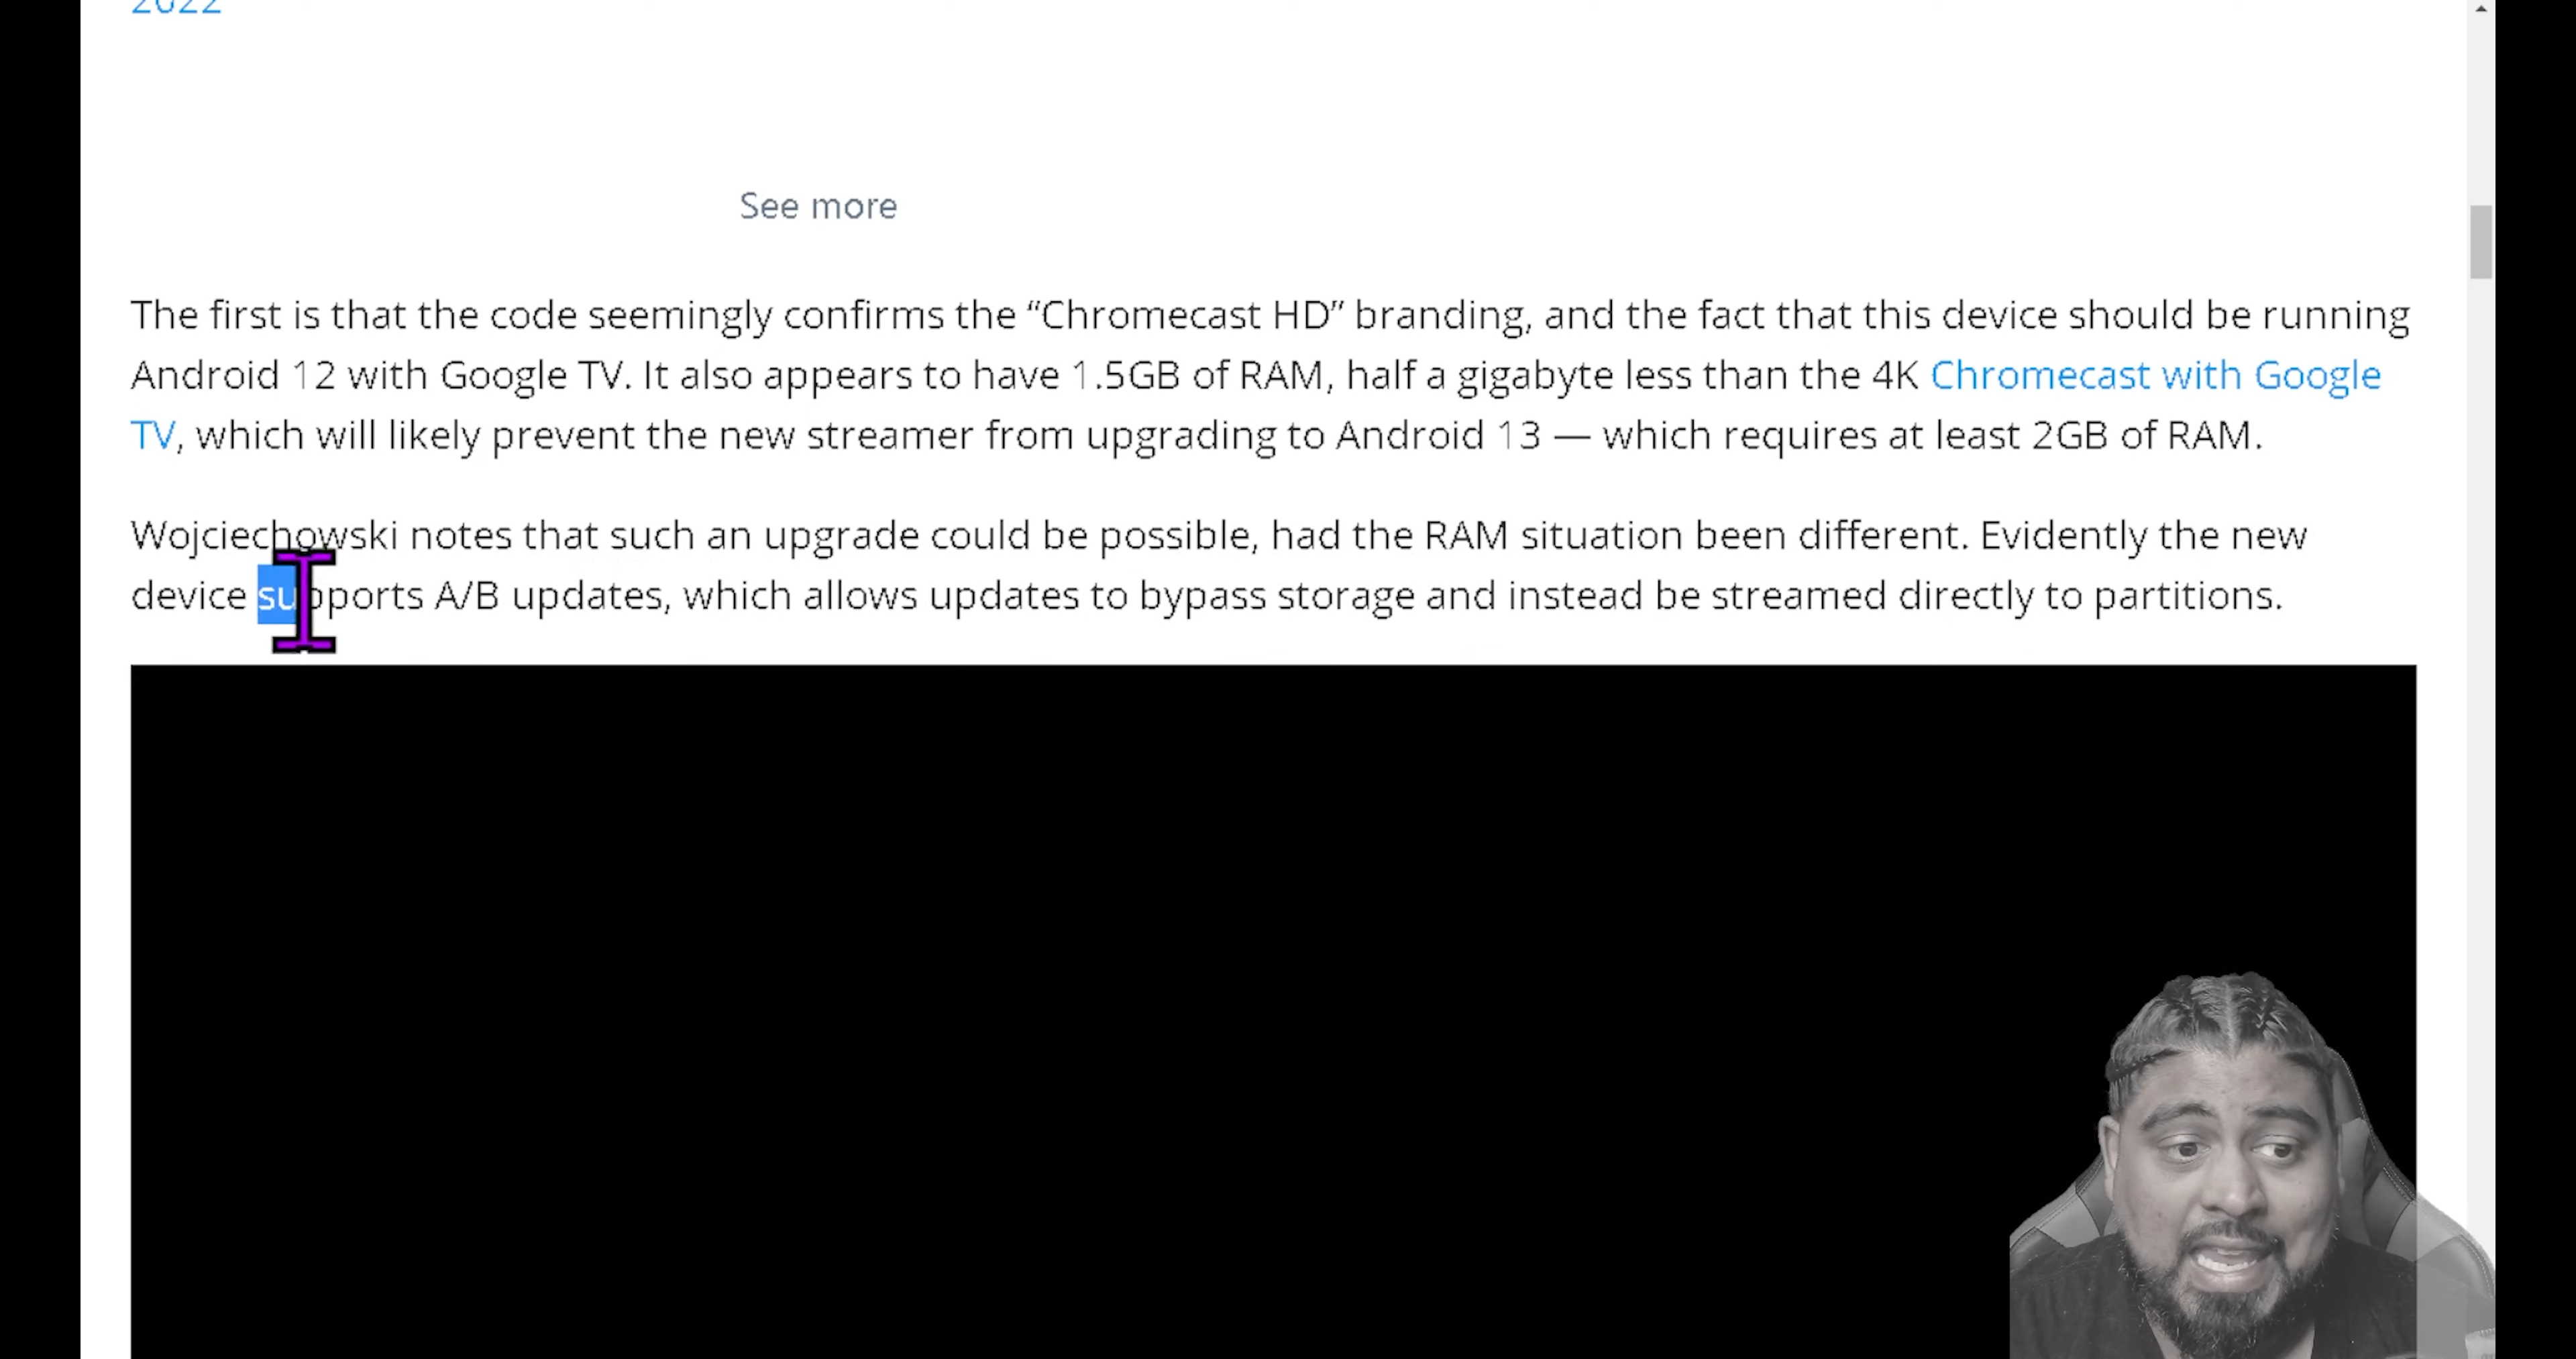 2022
See more
The first is that the code seemingly confirms the “Chromecast HD” branding, and the fact that this device should be running
Android 12 with Google TV. It also appears to have 1.5GB of RAM, half a gigabyte less than the 4K Chromecast with Google
TV, which will likely prevent the new streamer from upgrading to Android 13 — which requires at least 2GB of RAM.
Wojciechowski notes that such an upgrade could be possible, had the RAM situation been different. Evidently the new
device supports A/B updates, which allows updates to bypass storage and instead be streamed directly to partitions.